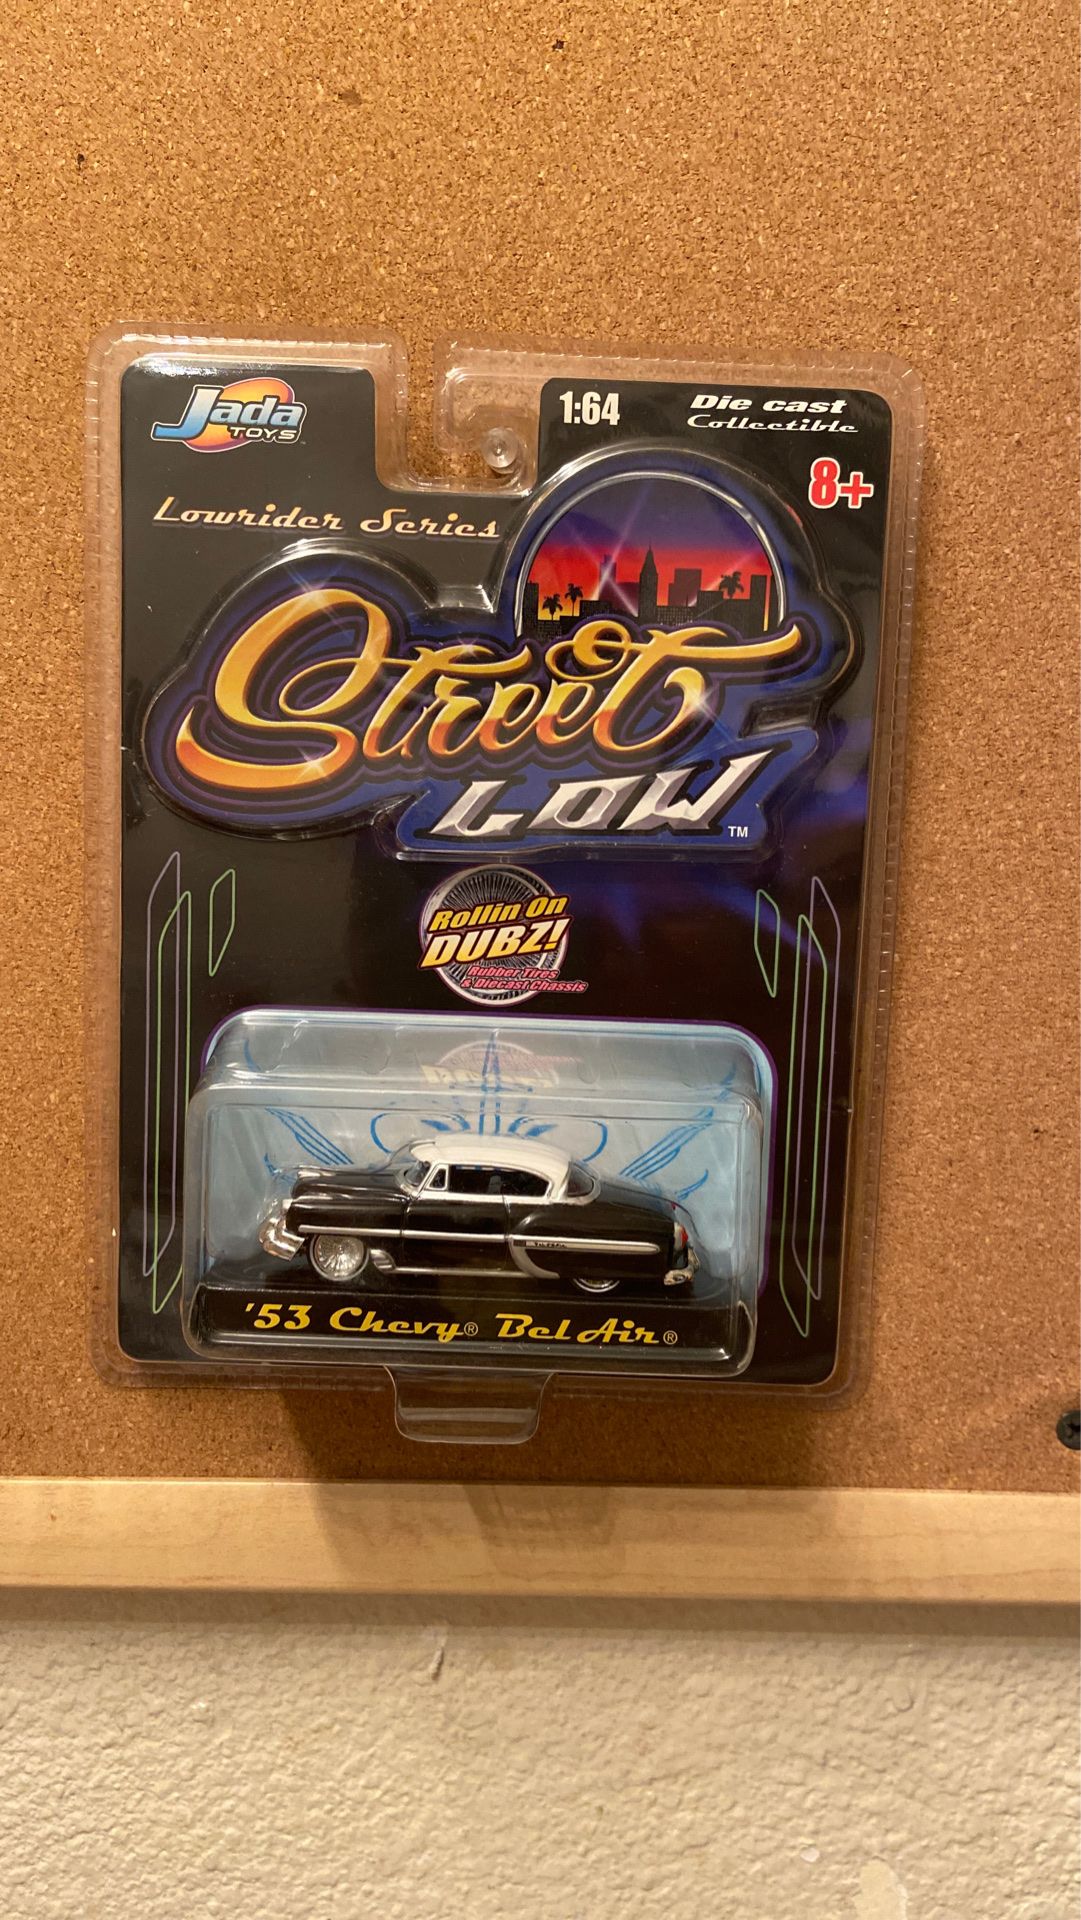 Jada
TOYS
1:64
Die cast
Collectible
8+
Lowrider Series
Street
LOW
TM
Rollin On
DUBZ!
Rubber Tires
& Diecast Chassis
'53 Chevy® Bel Air®